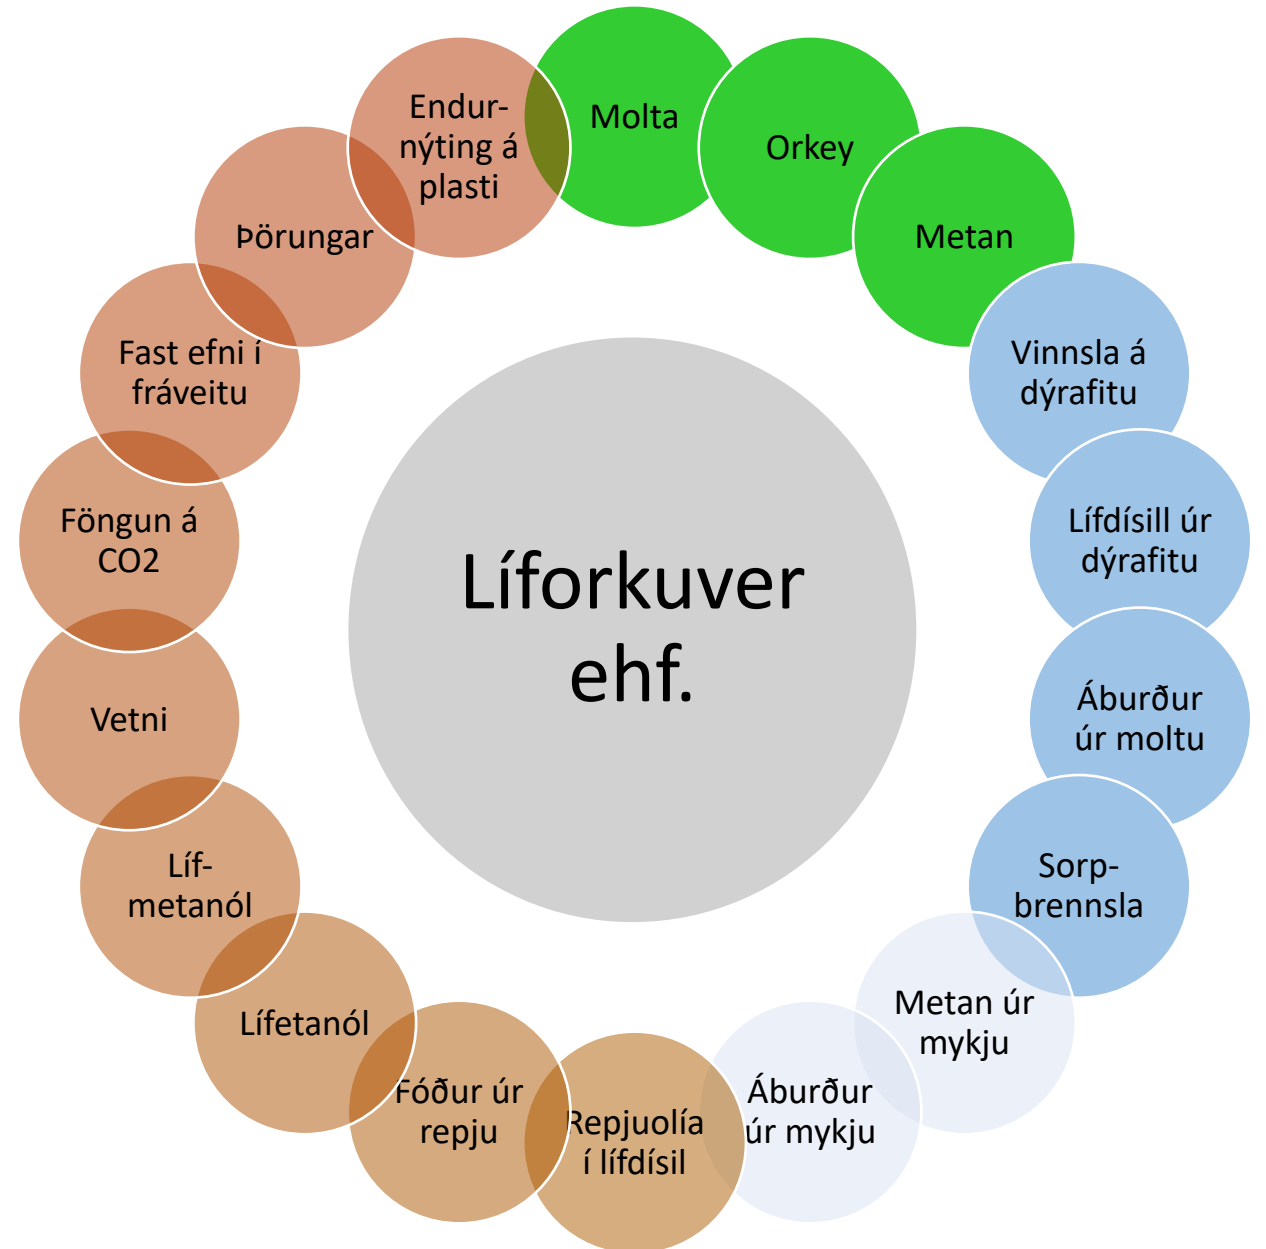 Molta
Orkey
Metan
Vinnsla á
dýrafitu
Lífdísill úr
dýrafitu
Áburður
úr moltu
Sorp-
brennsla
Metan úr
mykju
Áburður
úr mykju
Repjuolía
í lífdísil
Fóður úr
repju
Lífetanól
Líf-
metanól
Vetni
Föngun á
CO2
Fast efni í
fráveitu
Þörungar
Endur-
nýting á
plasti
Líforkuver
ehf.